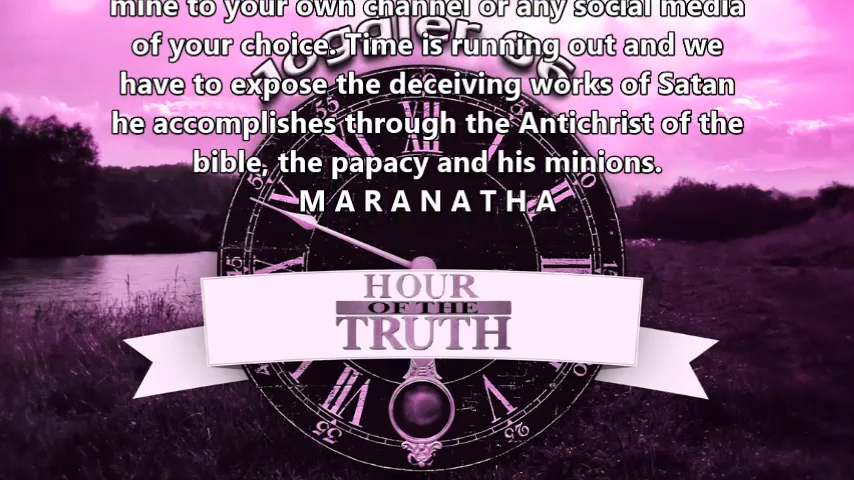 mine to your own channel or any social media
of your choice. Time is running out and we
have to expose the deceiving works of Satan
he accomplishes through the Antichrist of the
bible, the papacy and his minions.
M A R A N A T H A
Joggler 66
HOUR
OF THE
TRUTH